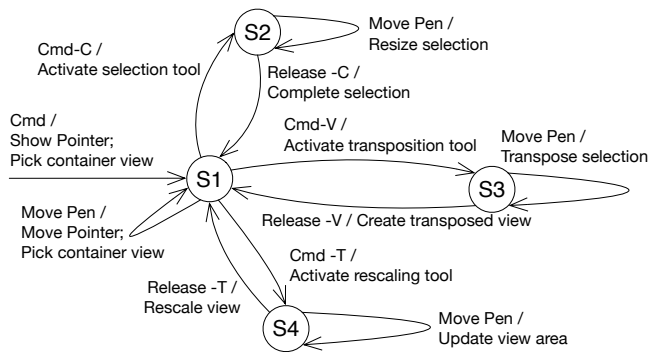 S2
Move Pen /
Resize selection
Cmd-C /
Activate selection tool
Release -C /
Complete selection
Cmd /
Show Pointer;
Pick container view
Cmd-V /
Activate transposition tool
Move Pen /
Transpose selection
S1
S3
Move Pen /
Move Pointer;
Pick container view
Release -V / Create transposed view
Cmd -T /
Activate rescaling tool
Release -T /
Rescale view
S4
Move Pen /
Update view area